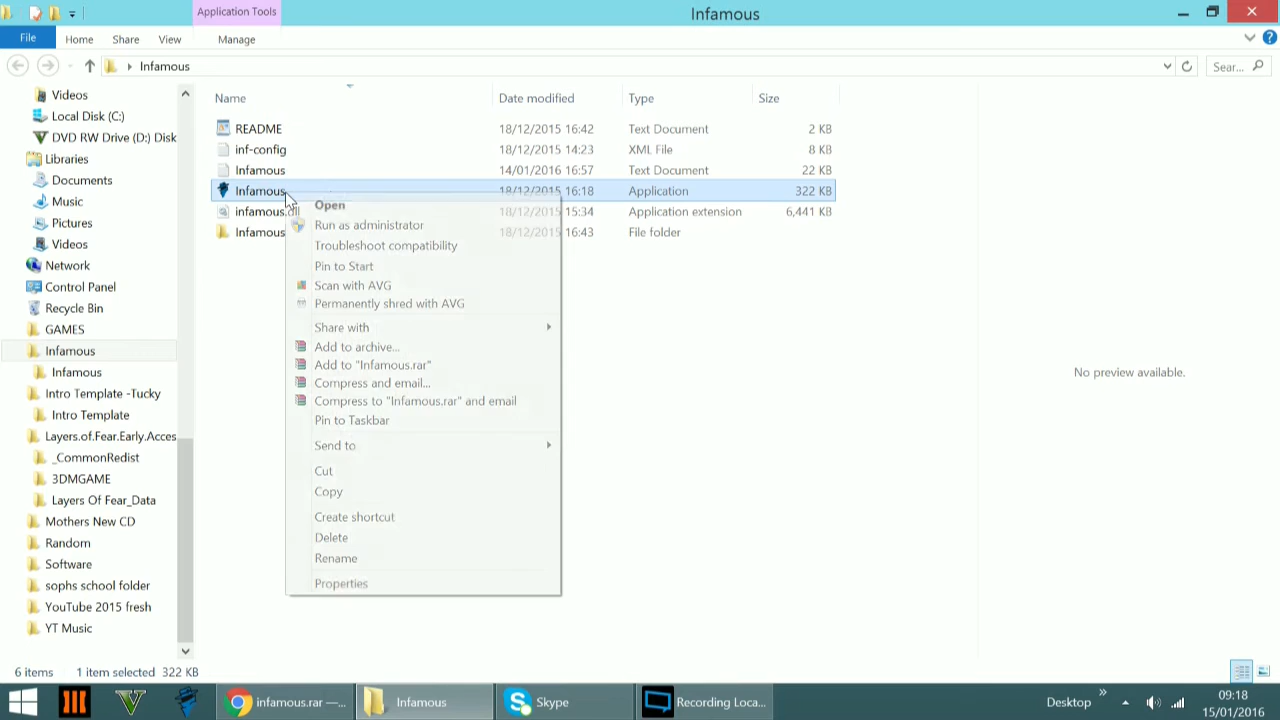 Application Tools
Infamous
File
Home
Share
View
Manage
Infamous
Sear...
Videos
Local Disk (C:)
DVD RW Drive (D:) Disk
Libraries
Documents
Music
Pictures
Videos
Network
Control Panel
Recycle Bin
GAMES
Infamous
Infamous
Intro Template -Tucky
Intro Template
Layers.of.Fear.Early.Acces
_CommonRedist
3DMGAME
Layers Of Fear_Data
Mothers New CD
Random
Software
sophs school folder
YouTube 2015 fresh
YT Music
Name Date modified Type Size
README 18/12/2015 16:42 Text Document 2 KB
inf-config 18/12/2015 14:23 XML File 8 KB
Infamous 14/01/2016 16:57 Text Document 22 KB
Infamous 18/12/2015 16:18 Application 322 KB
infamous.dll 18/12/2015 15:34 Application extension 6,441 KB
Infamous 18/12/2015 16:43 File folder
Open
Run as administrator
Troubleshoot compatibility
Pin to Start
Scan with AVG
Permanently shred with AVG
Share with
Add to archive...
Add to "Infamous.rar"
Compress and email...
Compress to "Infamous.rar" and email
Pin to Taskbar
Send to
Cut
Copy
Create shortcut
Delete
Rename
Properties
No preview available.
6 items 1 item selected 322 KB
infamous.rar —...
Infamous
Skype
Recording Loca...
Desktop
09:18
15/01/2016